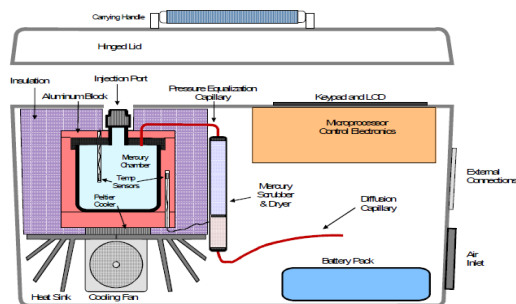 Carrying Handle
Hinged Lid
Insulation
Injection Port
Aluminum Block
Pressure Equalization
Capillary
Keypad and LCD
Microprocessor
Control Electronics
Mercury
Chamber
Temp
Sensors
Peltier
Cooler
Mercury
Scrubber
& Dryer
Diffusion
Capillary
External
Connections
Air
Inlet
Battery Pack
Heat Sink
Cooling Fan